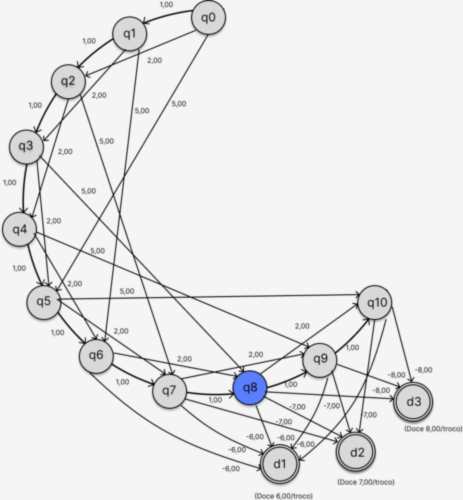 1,00
q0
q1
1,00
2,00
q2
2,00
5,00
5,00
1,00
5,00
q3
2,00
1,00
5,00
2,00
q4
5,00
1,00
2,00
5,00
q5
q10
2,00
2,00
1,00
q6
2,00
2,00
q9
1,00
1,00
q7
q8
1,00
1,00
-8,00
-8,00
-8,00
d3
-7,00
-7,00
-7,00
-7,00
(Doce 8,00/troco)
-6,00
-6,00
-6,00
-6,00
-6,00
d1
d2
(Doce 7,00/troco)
(Doce 6,00/troco)